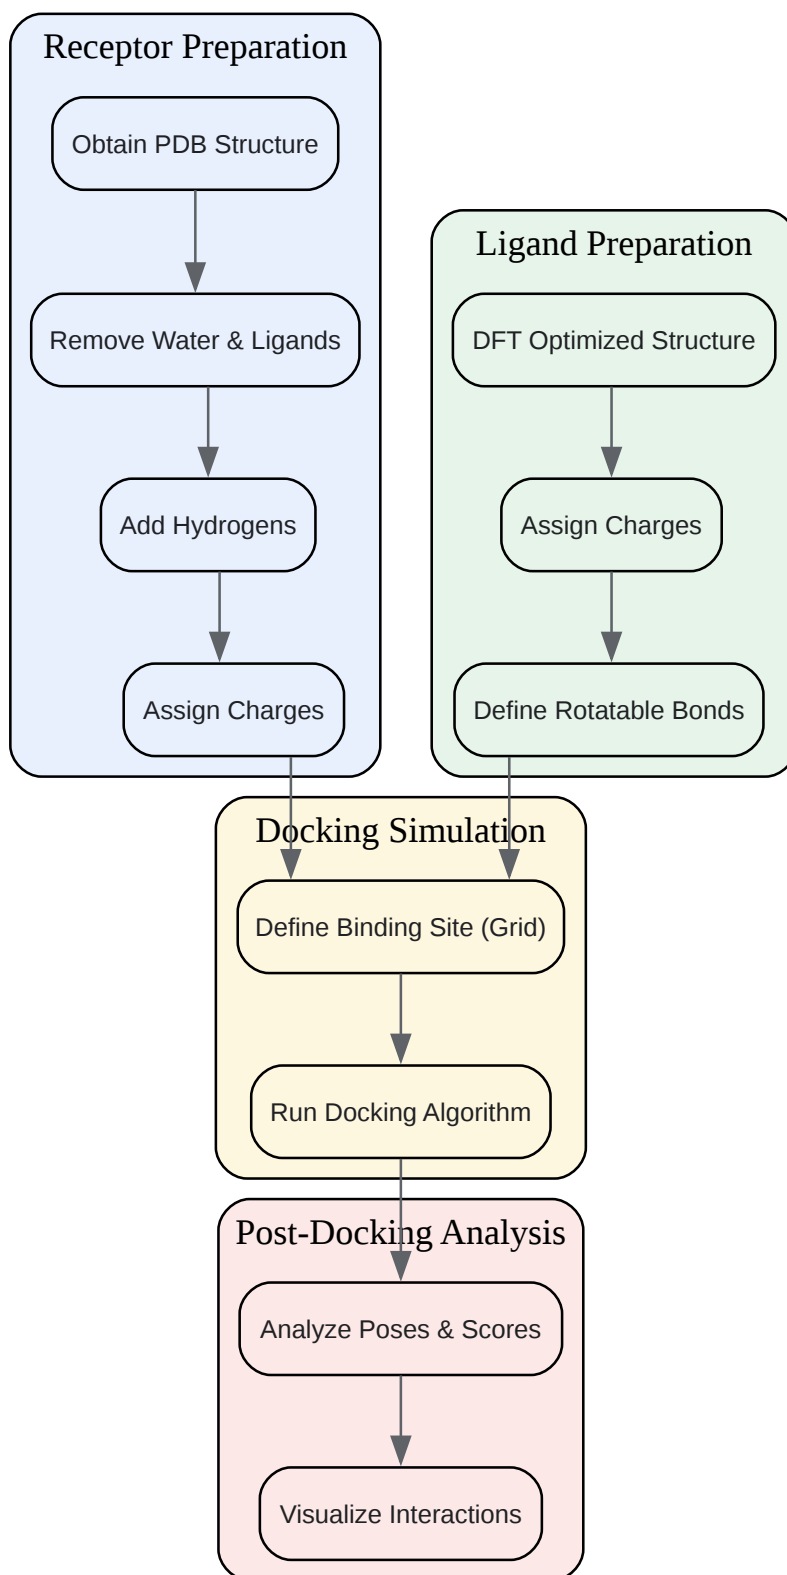 Receptor Preparation
Obtain PDB Structure
Remove Water & Ligands
Add Hydrogens
Assign Charges
Ligand Preparation
DFT Optimized Structure
Assign Charges
Define Rotatable Bonds
Docking Simulation
Define Binding Site (Grid)
Run Docking Algorithm
Post-Docking Analysis
Analyze Poses & Scores
Visualize Interactions